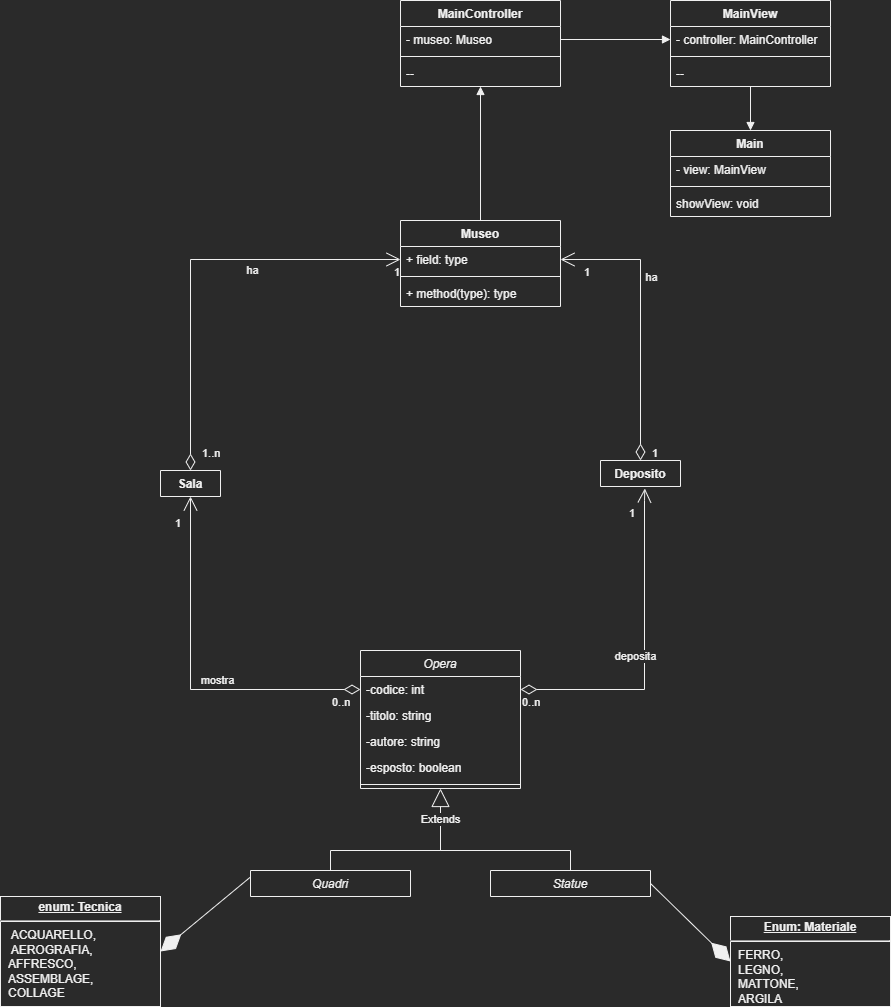 MainController
- museo: Museo
--
MainView
- controller: MainController
--
Main
- view: MainView
showView: void
Museo
+ field: type
+ method(type): type
ha
1
1
ha
1..n
Sala
1
1
Deposito
1
mostra
0..n
deposita
0..n
Opera
-codice: int
-titolo: string
-autore: string
-esposto: boolean
Extends
Quadri
Statue
enum: Tecnica
ACQUARELLO,
AEROGRAFIA,
AFFRESCO,
ASSEMBLAGE,
COLLAGE
Enum: Materiale
FERRO,
LEGNO,
MATTONE,
ARGILA